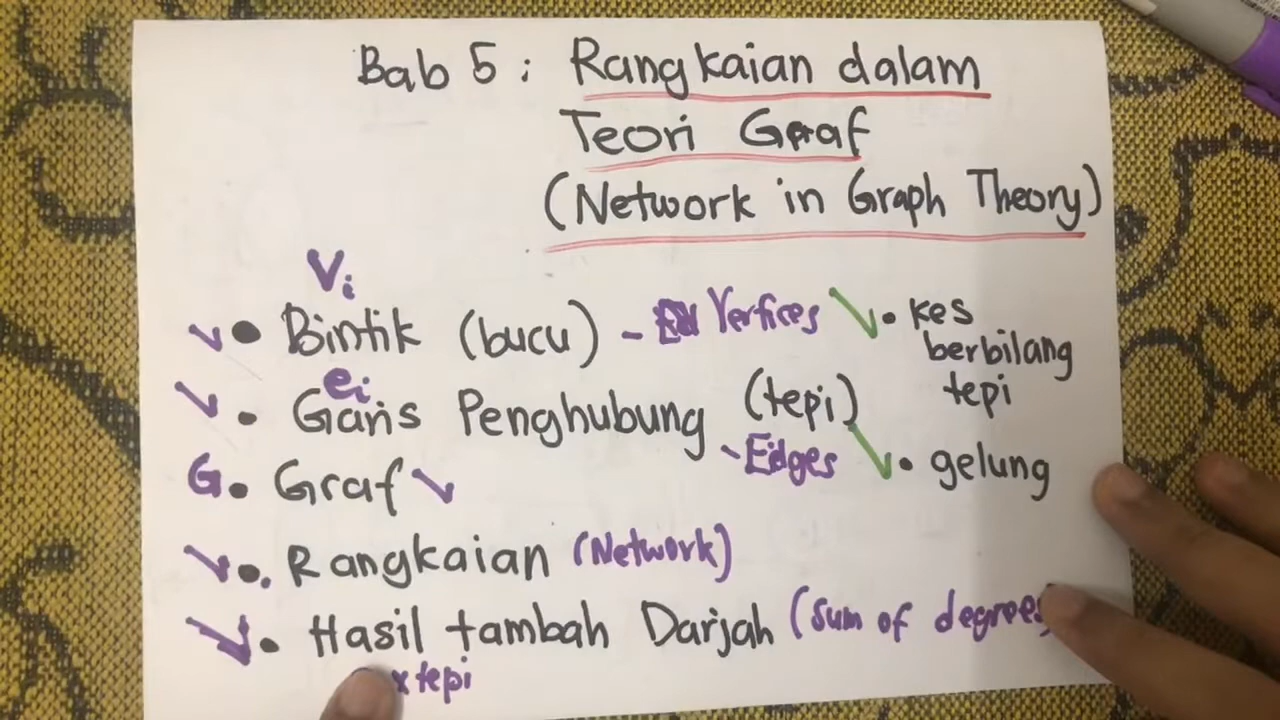 Bab 5: Rangkaian dalam
Teori Graf
(Network in Graph Theory)
Vi
• Bintik (bucu) - Vertices
ei
• Garis Penghubung (tepi)
- Edges
G • Graf
• Rangkaian (Network)
• Hasil tambah Darjah (sum of degrees
x tepi
• kes
berbilang
tepi
• gelung